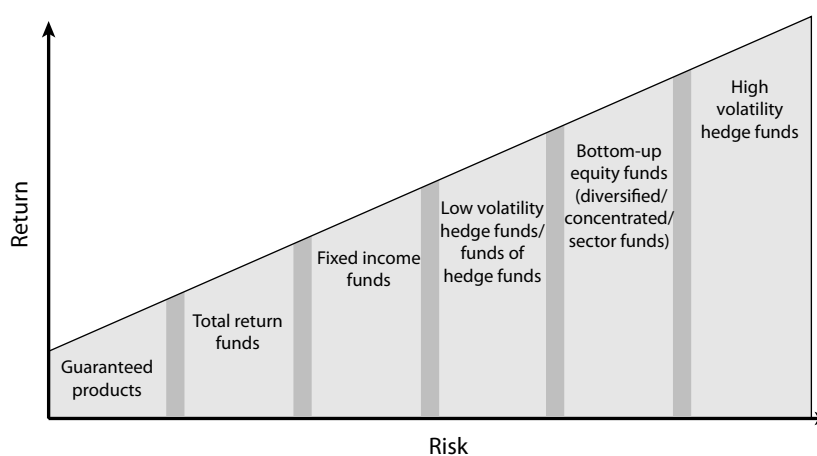 Return
Guaranteed
products
Total return
funds
Fixed income
funds
Low volatility
hedge funds/
funds of
hedge funds
Bottom-up
equity funds
(diversified/
concentrated/
sector funds)
High
volatility
hedge funds
Risk